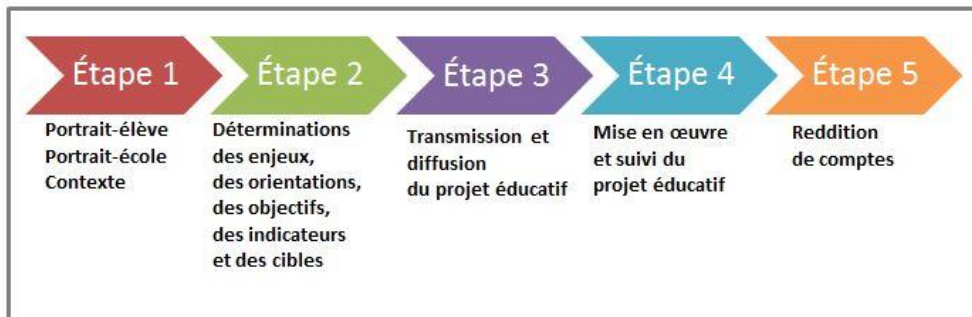 Étape 1
Étape 2
Étape 3
Étape 4
Étape 5
Portrait-élève
Portrait-école
Contexte
Déterminations
des enjeux,
des orientations,
des objectifs,
des indicateurs
et des cibles
Transmission et
diffusion
du projet éducatif
Mise en œuvre
et suivi du
projet éducatif
Reddition
de comptes